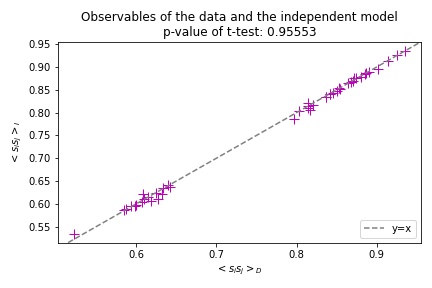 Observables of the data and the independent model
p-value of t-test: 0.95553
0.95
0.90
0.85
0.80
0.75
0.70
0.65
0.60
0.55
< s_i s_j >_I
y=x
0.6
0.7
0.8
0.9
< s_i s_j >_D